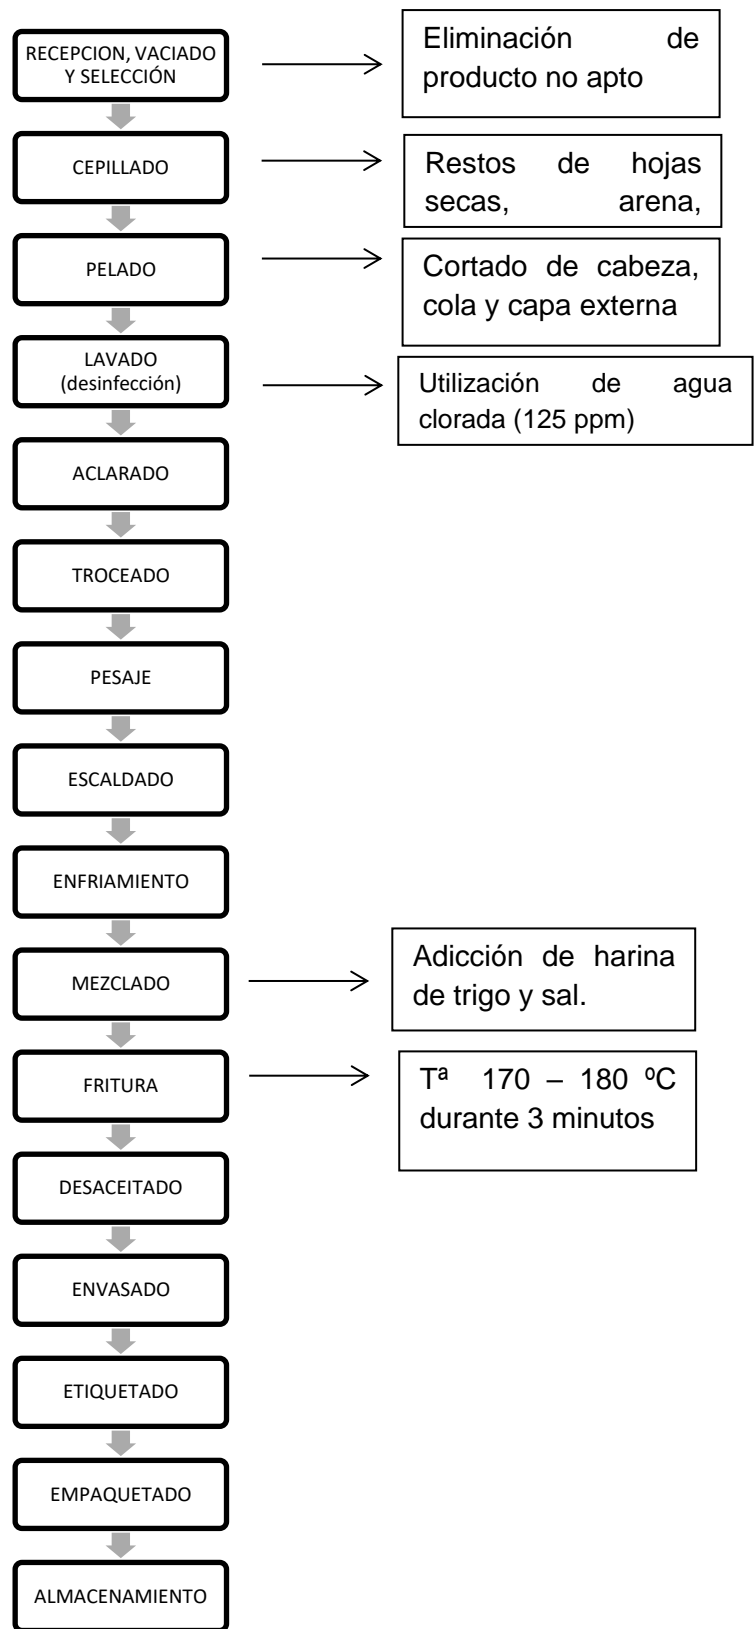 RECEPCION, VACIADO
Y SELECCIÓN
Eliminación de
producto no apto
CEPILLADO
Restos de hojas
secas, arena,
PELADO
Cortado de cabeza,
cola y capa externa
LAVADO
(desinfección)
Utilización de agua
clorada (125 ppm)
ACLARADO
TROCEADO
PESAJE
ESCALDADO
ENFRIAMIENTO
MEZCLADO
Adicción de harina
de trigo y sal.
FRITURA
Tª 170 – 180 ºC
durante 3 minutos
DESACEITADO
ENVASADO
ETIQUETADO
EMPAQUETADO
ALMACENAMIENTO